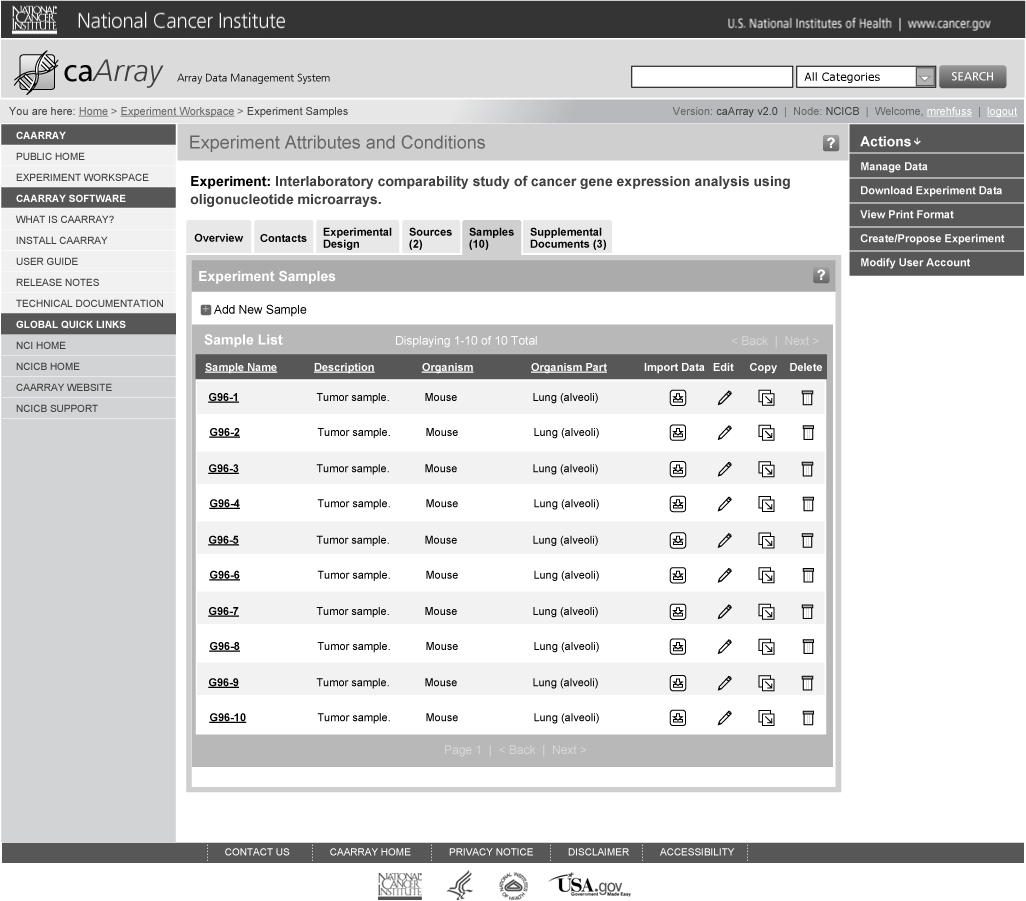 NATIONAL
CANCER
INSTITUTE
National Cancer Institute
U.S. National Institutes of Health | www.cancer.gov
caArray Array Data Management System
All Categories SEARCH
You are here: Home > Experiment Workspace > Experiment Samples
Version: caArray v2.0 | Node: NCICB | Welcome, mrehfuss | logout
CAARRAY
PUBLIC HOME
EXPERIMENT WORKSPACE
CAARRAY SOFTWARE
WHAT IS CAARRAY?
INSTALL CAARRAY
USER GUIDE
RELEASE NOTES
TECHNICAL DOCUMENTATION
GLOBAL QUICK LINKS
NCI HOME
NCICB HOME
CAARRAY WEBSITE
NCICB SUPPORT
Experiment Attributes and Conditions ?
Experiment: Interlaboratory comparability study of cancer gene expression analysis using
oligonucleotide microarrays.
Overview
Contacts
Experimental
Design
Sources
(2)
Samples
(10)
Supplemental
Documents (3)
Experiment Samples ?
Add New Sample
Sample List Displaying 1-10 of 10 Total < Back | Next >
Sample Name Description Organism Organism Part Import Data Edit Copy Delete
G96-1 Tumor sample. Mouse Lung (alveoli)
G96-2 Tumor sample. Mouse Lung (alveoli)
G96-3 Tumor sample. Mouse Lung (alveoli)
G96-4 Tumor sample. Mouse Lung (alveoli)
G96-5 Tumor sample. Mouse Lung (alveoli)
G96-6 Tumor sample. Mouse Lung (alveoli)
G96-7 Tumor sample. Mouse Lung (alveoli)
G96-8 Tumor sample. Mouse Lung (alveoli)
G96-9 Tumor sample. Mouse Lung (alveoli)
G96-10 Tumor sample. Mouse Lung (alveoli)
Page 1 | < Back | Next >
Actions
Manage Data
Download Experiment Data
View Print Format
Create/Propose Experiment
Modify User Account
CONTACT US CAARRAY HOME PRIVACY NOTICE DISCLAIMER ACCESSIBILITY
NATIONAL
CANCER
INSTITUTE
USA.gov
Government Made Easy